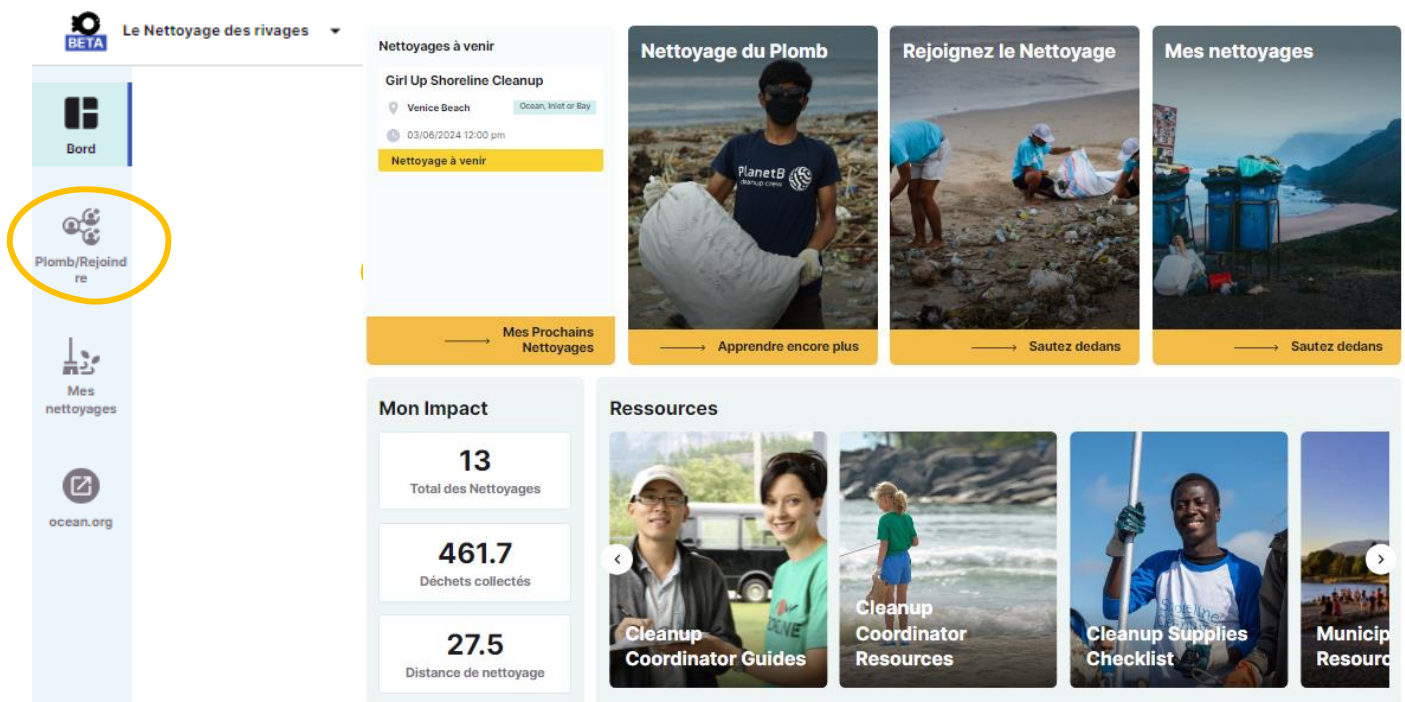 BETA
Le Nettoyage des rivages
Bord
Plomb/Rejoind
re
Mes
nettoyages
ocean.org
Nettoyages à venir
Girl Up Shoreline Cleanup
Venice Beach
Ocean, Inlet or Bay
03/06/2024 12:00 pm
Nettoyage à venir
Mes Prochains
Nettoyages
Nettoyage du Plomb
PlanetB
cleanup crew
Apprendre encore plus
Rejoignez le Nettoyage
Sautez dedans
Mes nettoyages
Sautez dedans
Mon Impact
13
Total des Nettoyages
461.7
Déchets collectés
27.5
Distance de nettoyage
Ressources
Cleanup
Coordinator Guides
Cleanup
Coordinator
Resources
Cleanup Supplies
Checklist
Municip
Resourc